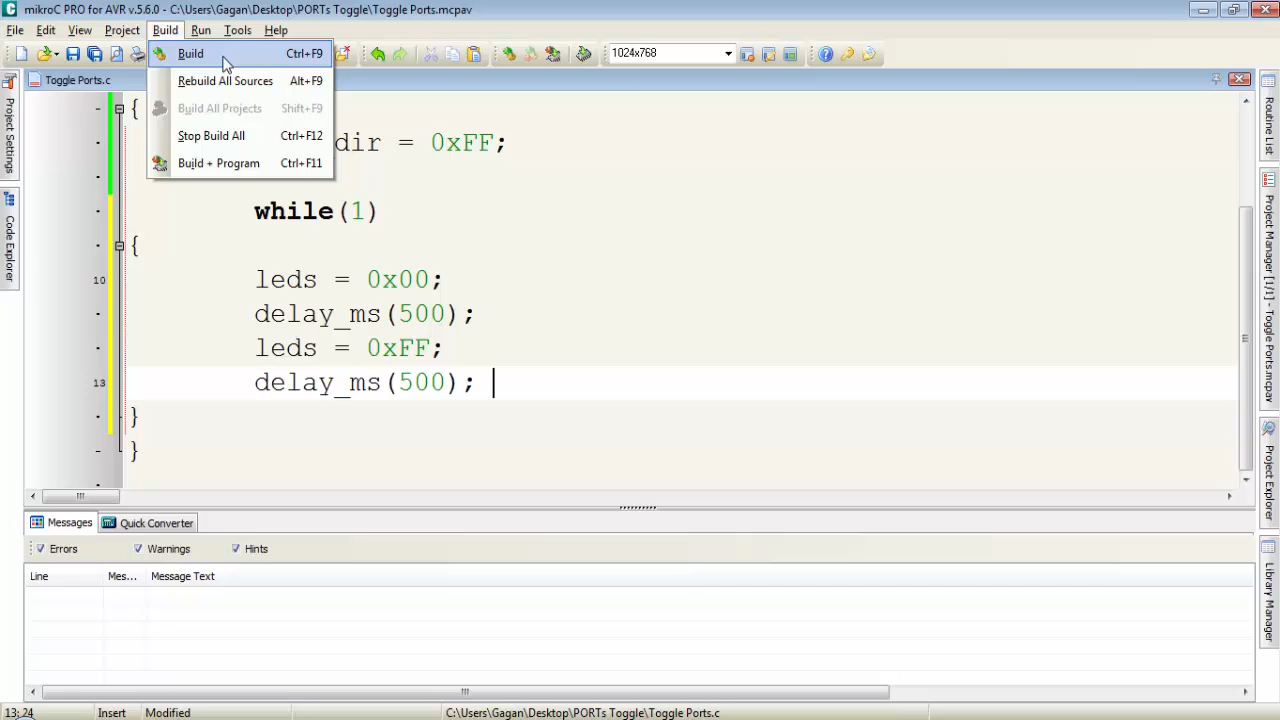 mikroC PRO for AVR v.5.6.0 - C:\Users\Gagan\Desktop\PORTs Toggle\Toggle Ports.mcpav
File Edit View Project Build Run Tools Help
1024x768
Build Ctrl+F9
Rebuild All Sources Alt+F9
Build All Projects Shift+F9
Stop Build All Ctrl+F12
Build + Program Ctrl+F11
Toggle Ports.c
Project Settings
Code Explorer
{
dir = 0xFF;
while(1)
{
10 leds = 0x00;
delay_ms(500);
leds = 0xFF;
13 delay_ms(500);
}
}
Routine List
Project Manager [1/1] - Toggle Ports.mcpav
Project Explorer
Library Manager
Messages Quick Converter
Errors Warnings Hints
Line Mes... Message Text
13: 24 Insert Modified C:\Users\Gagan\Desktop\PORTs Toggle\Toggle Ports.c